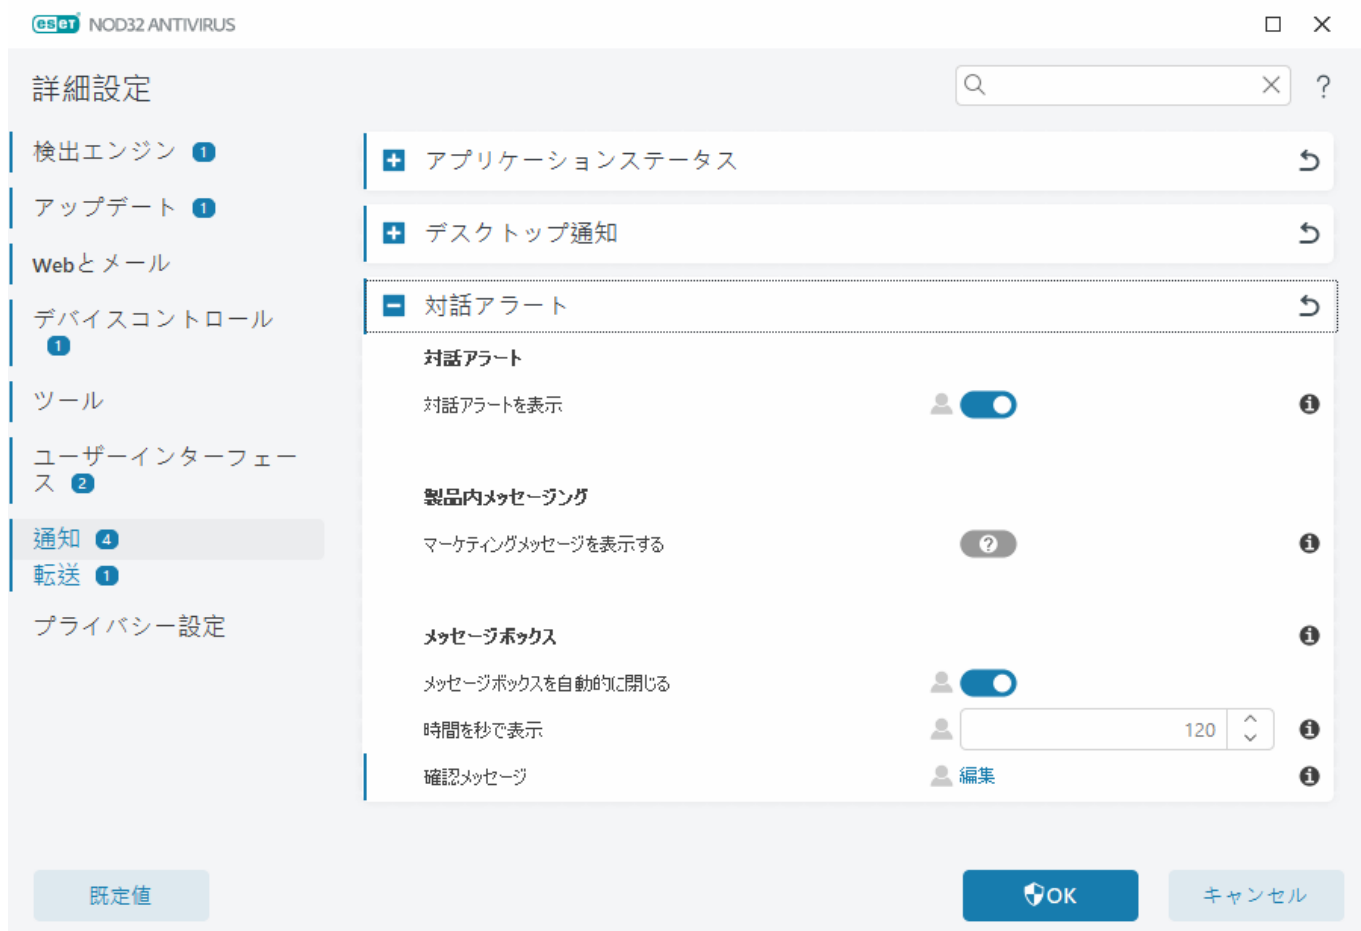 eset NOD32 ANTIVIRUS
詳細設定
?
検出エンジン 1
アップデート 1
Webとメール
デバイスコントロール
1
ツール
ユーザーインターフェー
ス 2
通知 4
転送 1
プライバシー設定
アプリケーションステータス
デスクトップ通知
対話アラート
対話アラート
対話アラートを表示
製品内メッセージング
マーケティングメッセージを表示する
?
メッセージボックス
メッセージボックスを自動的に閉じる
時間を秒で表示
120
確認メッセージ
編集
既定値
OK
キャンセル